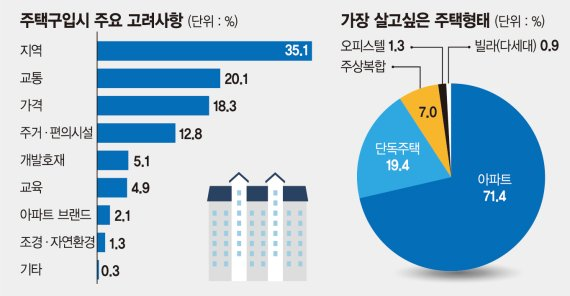 주택구입시 주요 고려사항 (단위 : %)
지역 35.1
교통 20.1
가격 18.3
주거·편의시설 12.8
개발호재 5.1
교육 4.9
아파트 브랜드 2.1
조경·자연환경 1.3
기타 0.3
가장 살고싶은 주택형태 (단위 : %)
오피스텔 1.3
빌라(다세대) 0.9
주상복합
7.0
단독주택
19.4
아파트
71.4